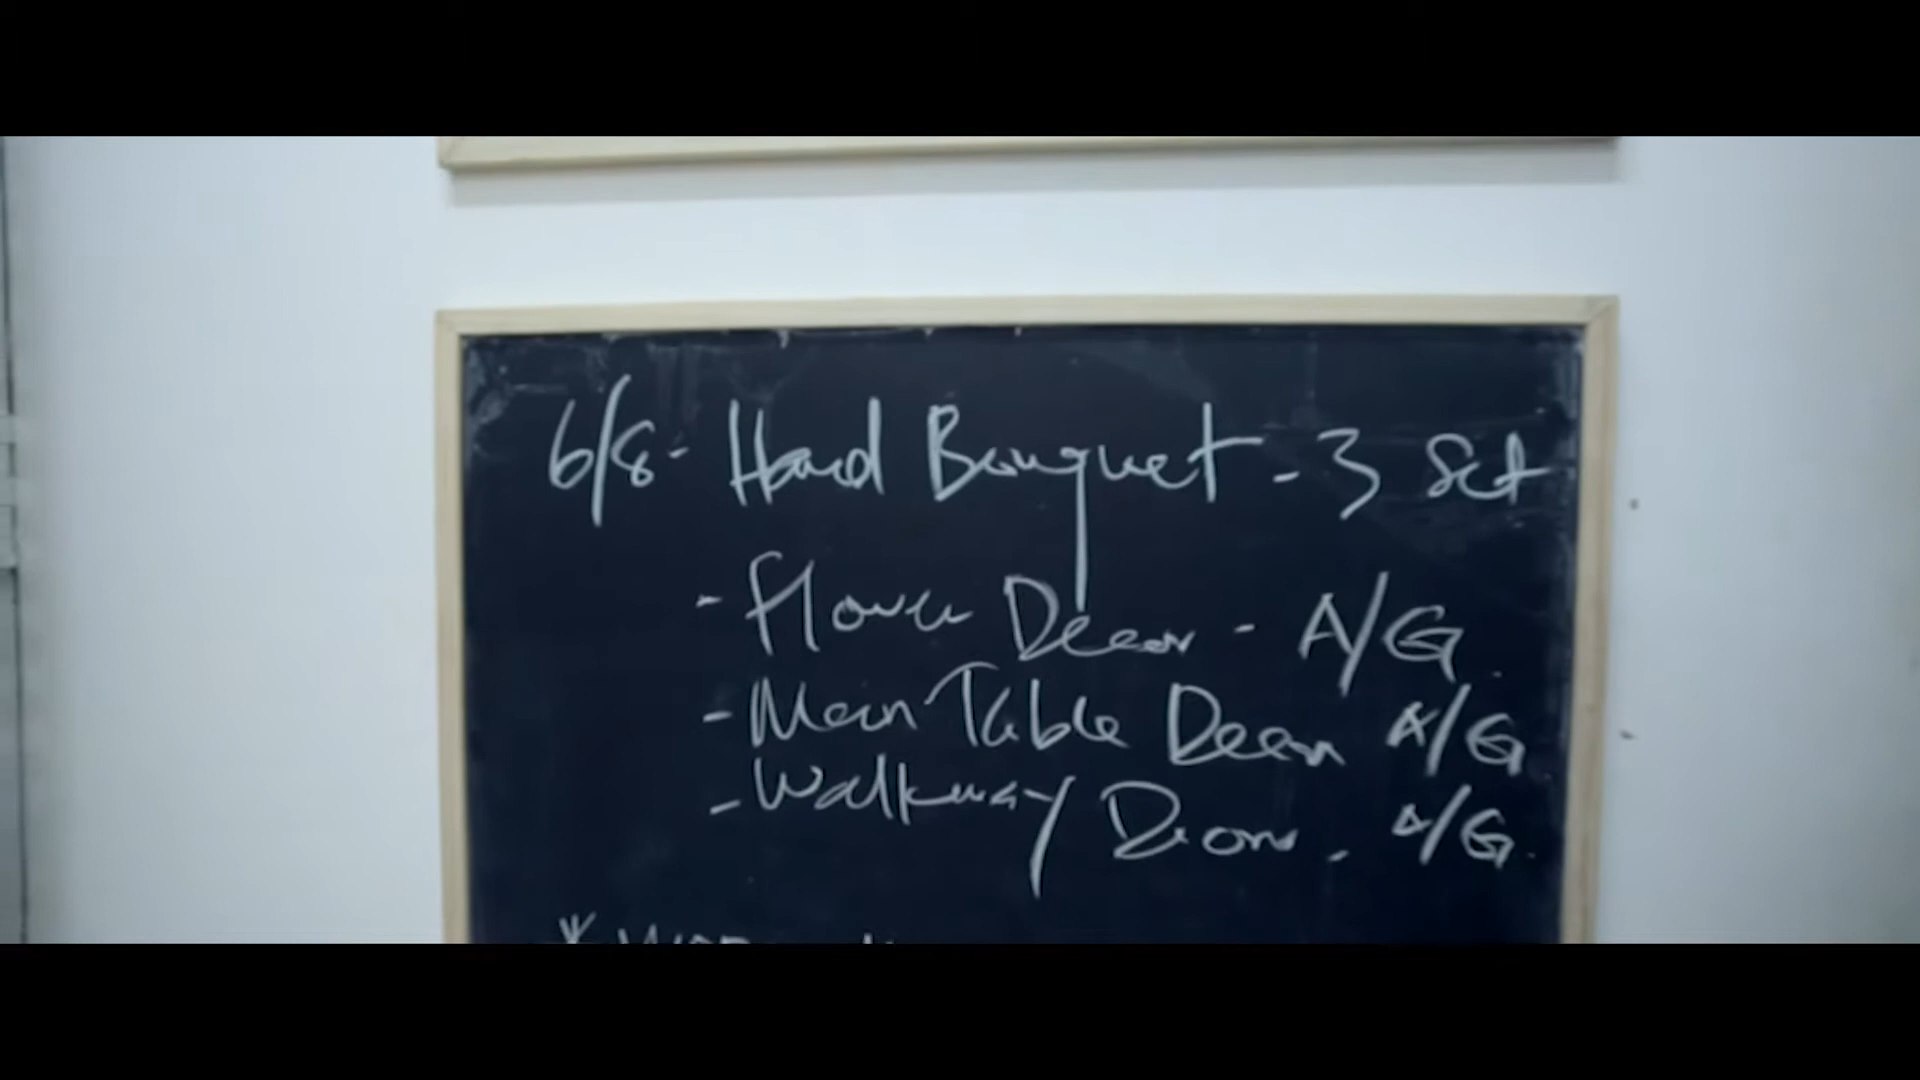 6/8 - Hand Bouquet - 3 Set
- Flower Decor - A/G
- Main Table Decor A/G
- Walkway Decor - A/G